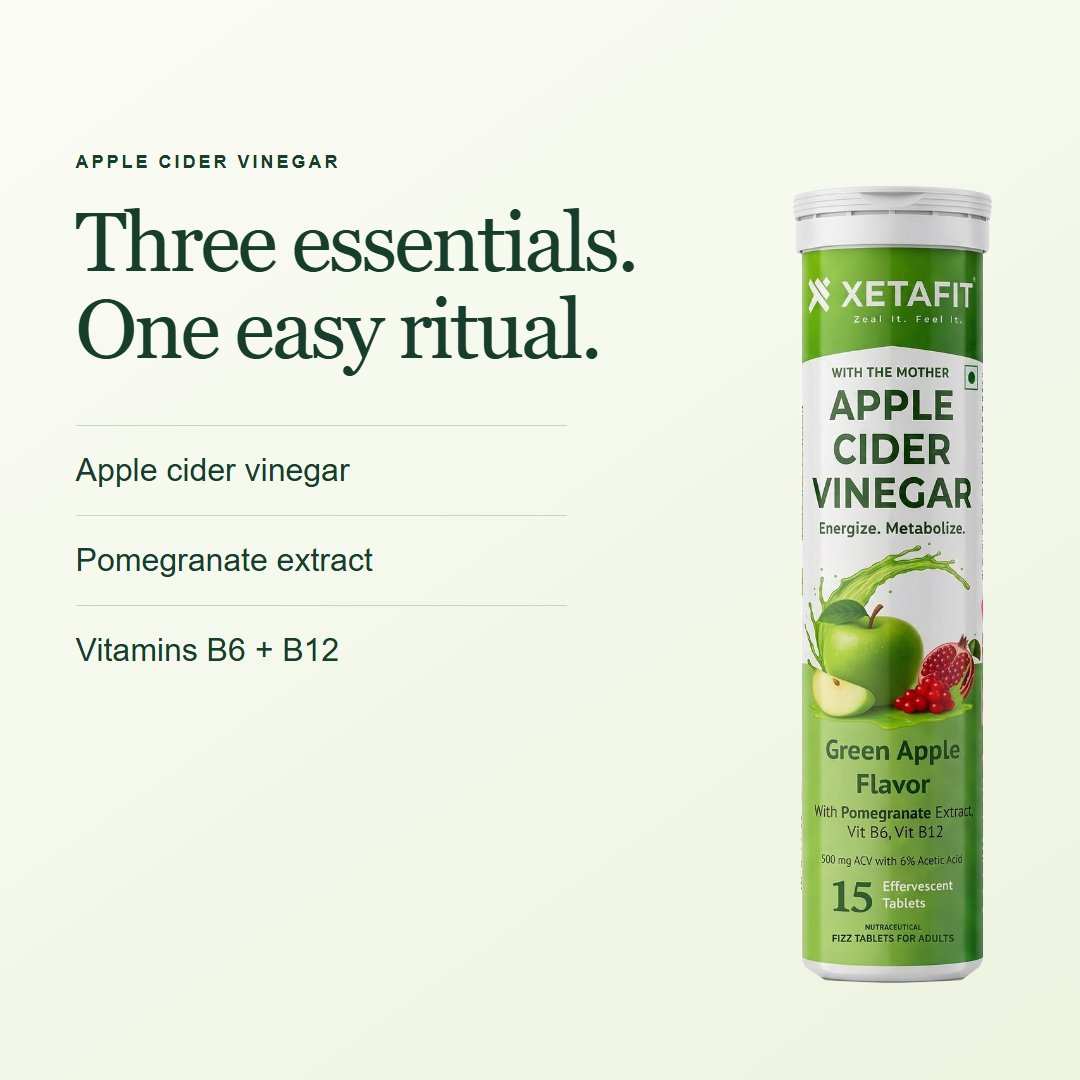 APPLE CIDER VINEGAR
Three essentials.
One easy ritual.
Apple cider vinegar
Pomegranate extract
Vitamins B6 + B12
XETAFIT
Zeal It. Feel It.
WITH THE MOTHER
APPLE
CIDER
VINEGAR
Energize. Metabolize.
Green Apple
Flavor
With Pomegranate Extract,
Vit B6, Vit B12
500 mg ACV with 6% Acetic Acid
15 Effervescent
Tablets
NUTRACEUTICAL
FIZZ TABLETS FOR ADULTS